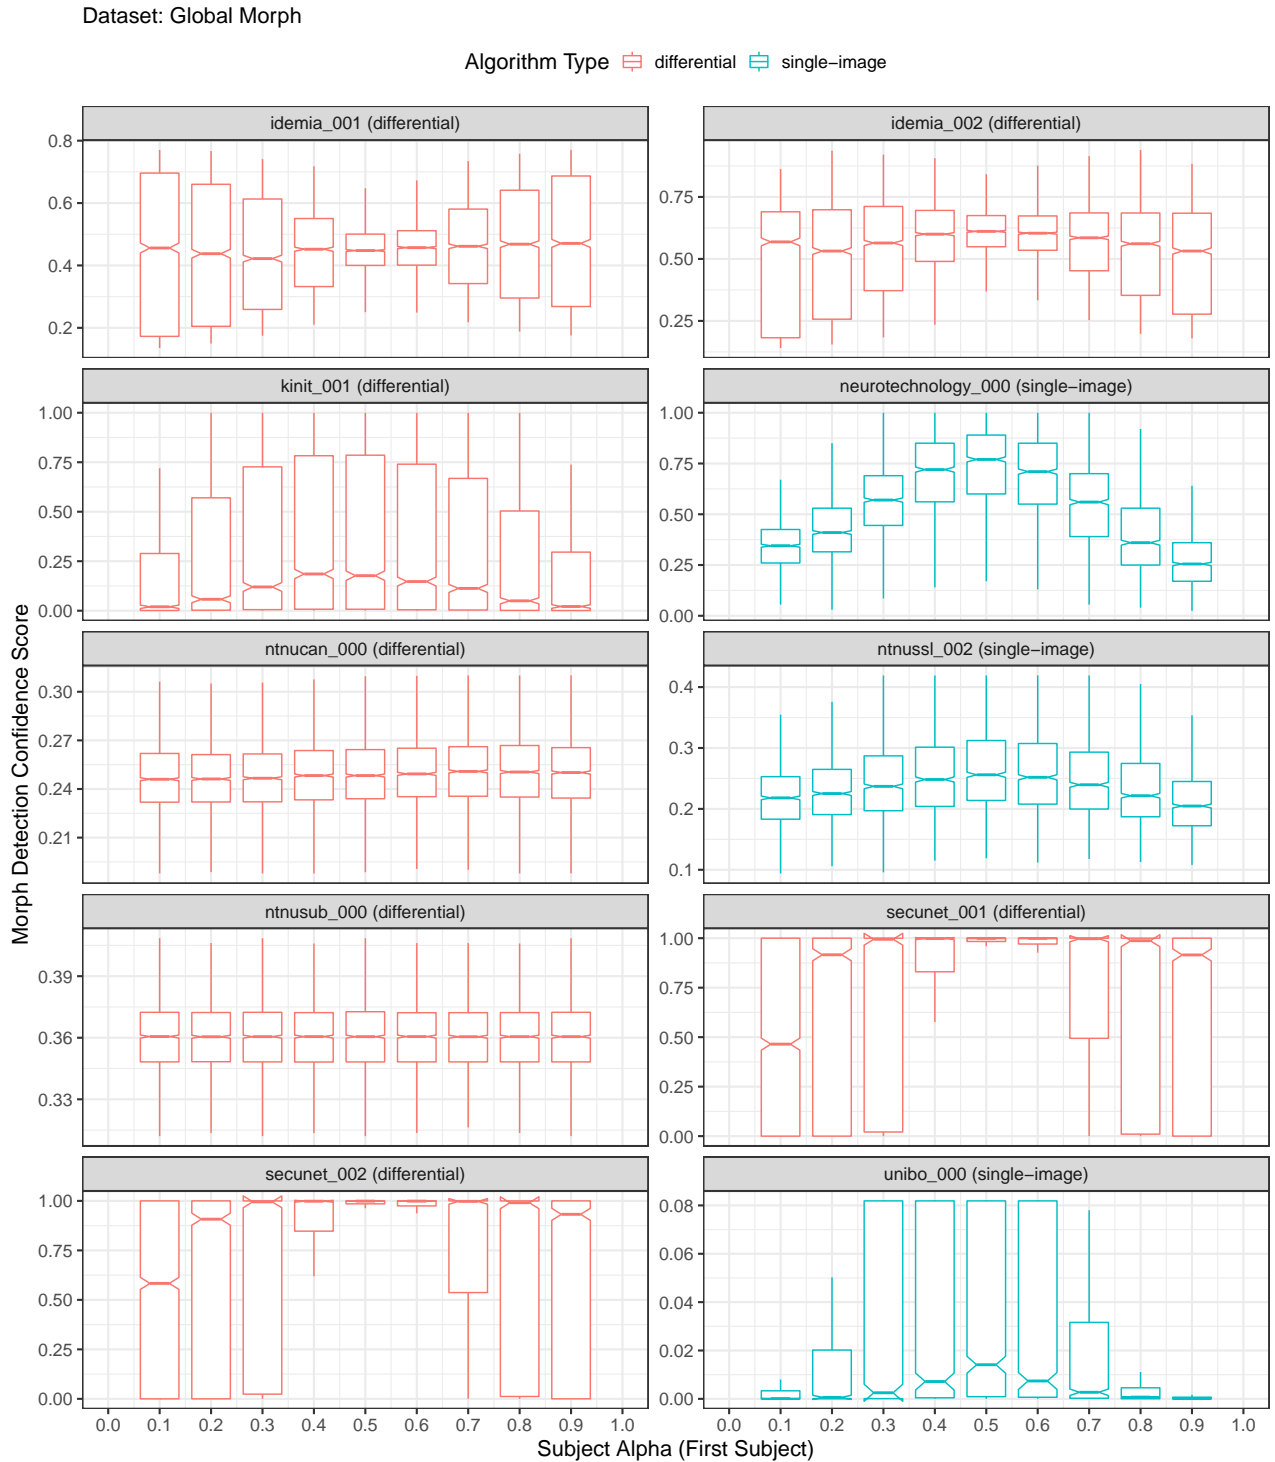 Dataset: Global Morph
Algorithm Type differential single−image
idemia_001 (differential)
idemia_002 (differential)
0.8
0.6
0.4
0.2
0.75
0.50
0.25
kinit_001 (differential)
neurotechnology_000 (single−image)
1.00
0.75
0.50
0.25
0.00
1.00
0.75
0.50
0.25
0.00
Morph Detection Confidence Score
ntnucan_000 (differential)
ntnussl_002 (single−image)
0.30
0.27
0.24
0.21
0.4
0.3
0.2
0.1
ntnusub_000 (differential)
secunet_001 (differential)
0.39
0.36
0.33
1.00
0.75
0.50
0.25
0.00
secunet_002 (differential)
unibo_000 (single−image)
1.00
0.75
0.50
0.25
0.00
0.08
0.06
0.04
0.02
0.00
0.0 0.1 0.2 0.3 0.4 0.5 0.6 0.7 0.8 0.9 1.0
0.0 0.1 0.2 0.3 0.4 0.5 0.6 0.7 0.8 0.9 1.0
Subject Alpha (First Subject)